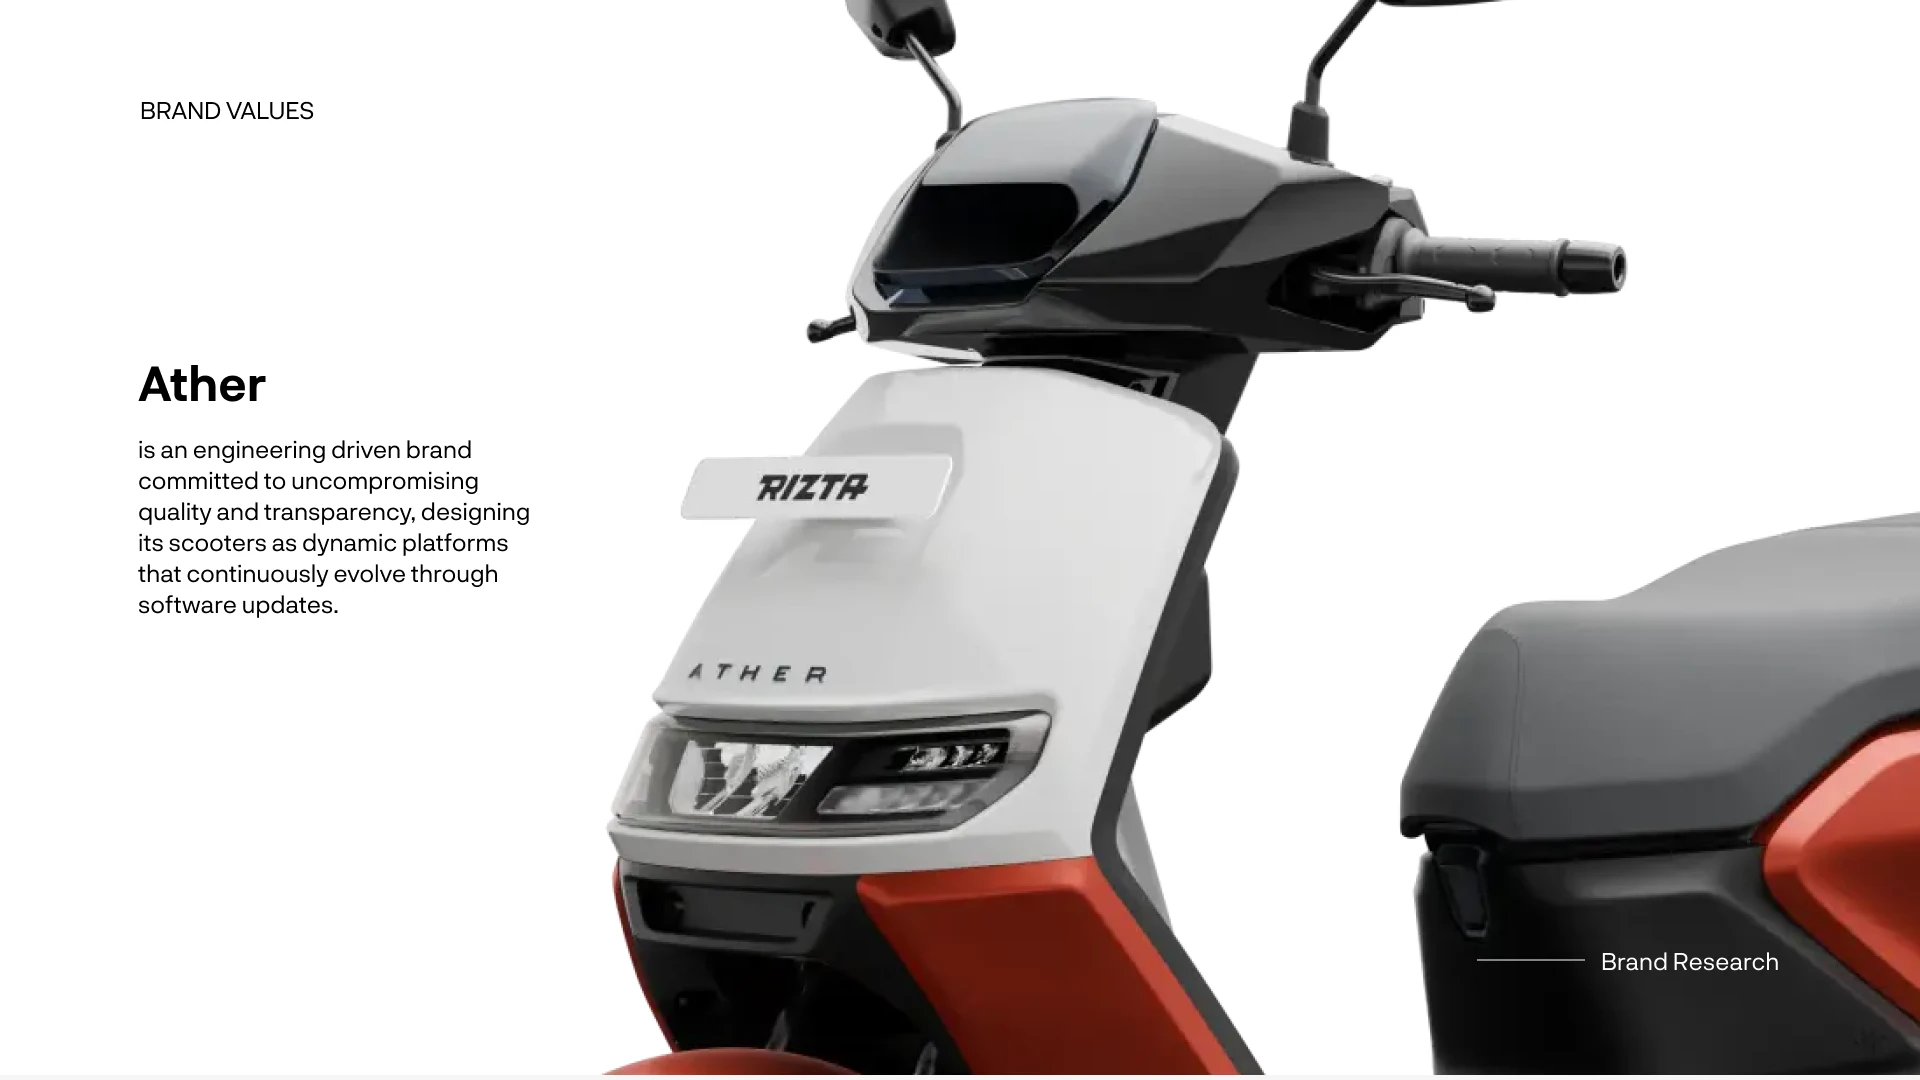 BRAND VALUES
Ather
is an engineering driven brand
committed to uncompromising
quality and transparency, designing
its scooters as dynamic platforms
that continuously evolve through
software updates.
RIZTA
ATHER
Brand Research